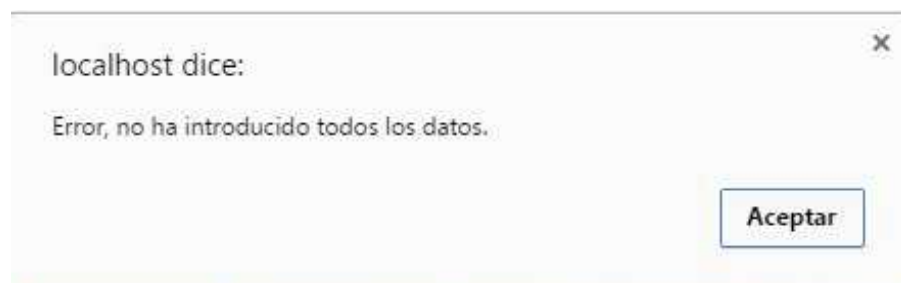 localhost dice:
Error, no ha introducido todos los datos.
Aceptar